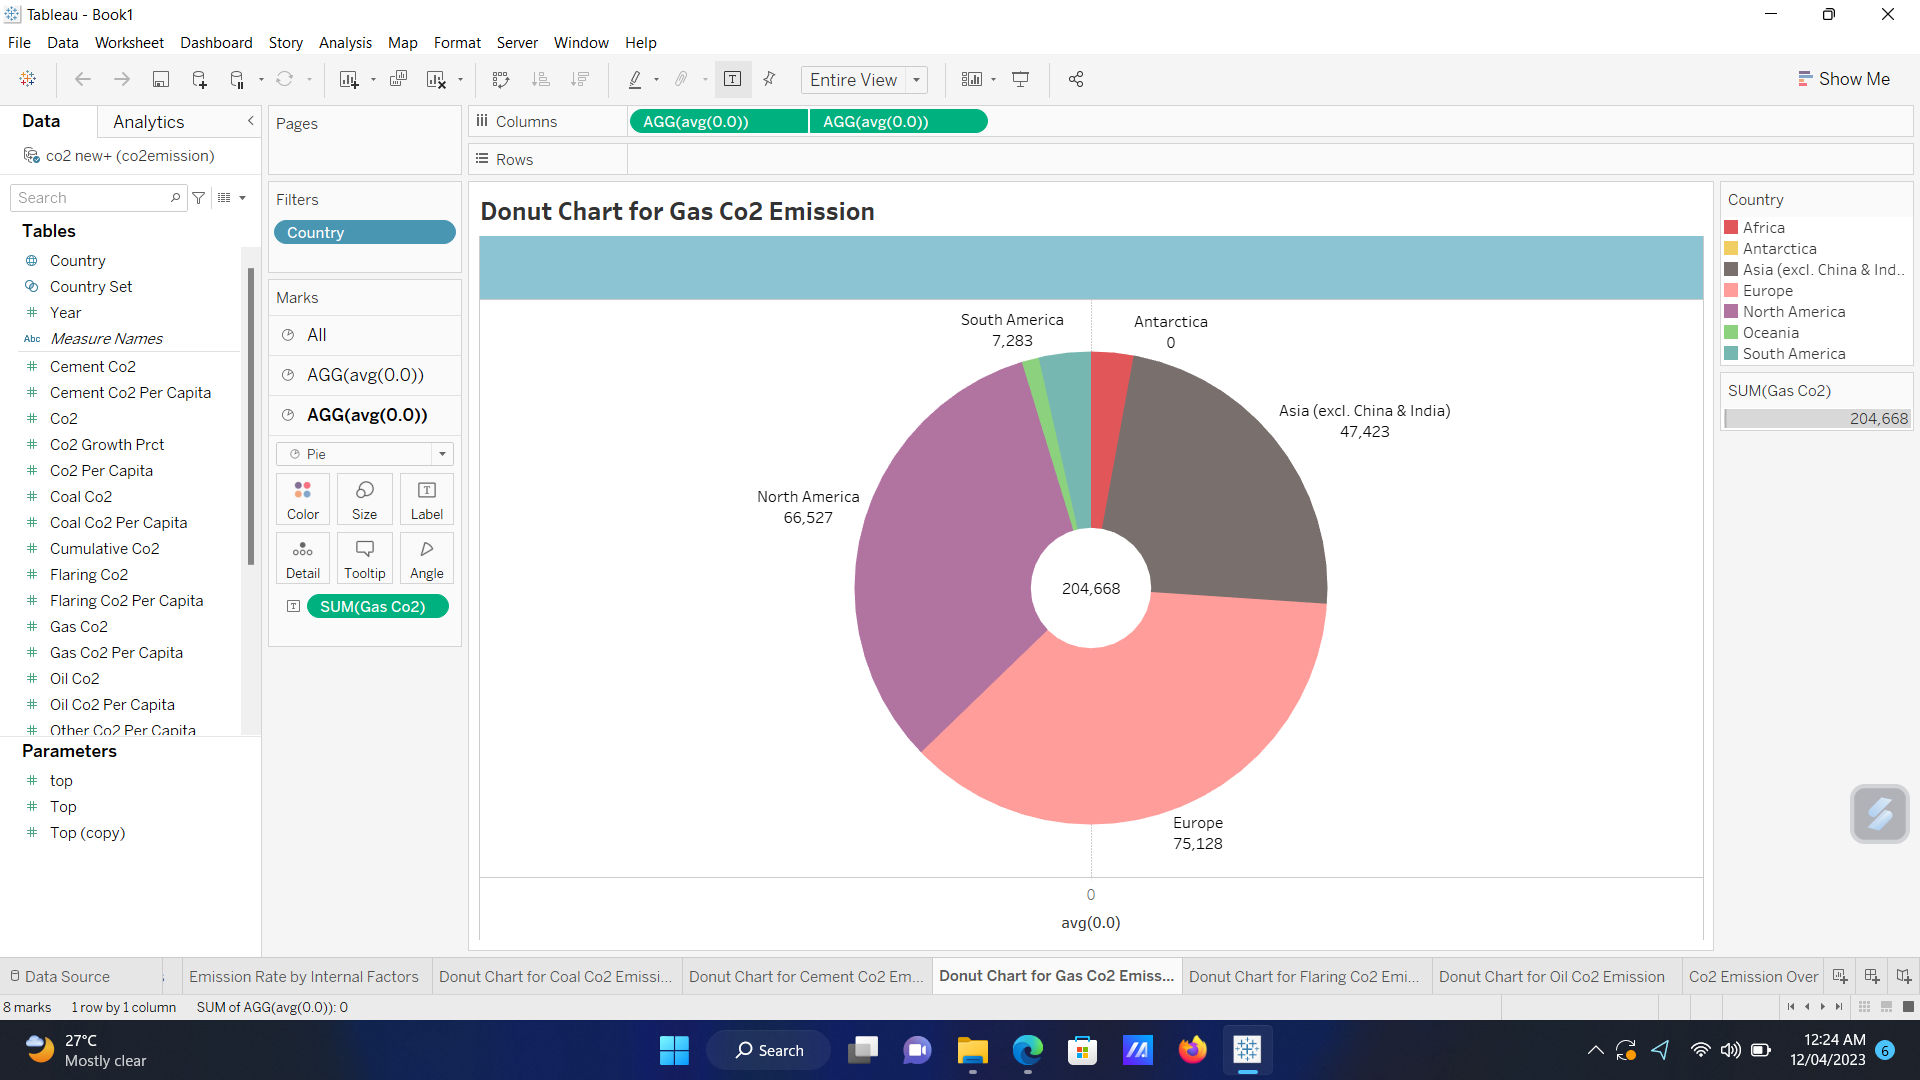 Tableau - Book1
File Data Worksheet Dashboard Story Analysis Map Format Server Window Help
Entire View
Show Me
Data Analytics
co2 new+ (co2emission)
Search
Tables
Country
Country Set
Year
Abc Measure Names
Cement Co2
Cement Co2 Per Capita
Co2
Co2 Growth Prct
Co2 Per Capita
Coal Co2
Coal Co2 Per Capita
Cumulative Co2
Flaring Co2
Flaring Co2 Per Capita
Gas Co2
Gas Co2 Per Capita
Oil Co2
Oil Co2 Per Capita
Other Co2 Per Capita
Parameters
top
Top
Top (copy)
Pages
Filters
Country
Marks
All
AGG(avg(0.0))
AGG(avg(0.0))
Pie
Color Size Label
Detail Tooltip Angle
SUM(Gas Co2)
Columns AGG(avg(0.0)) AGG(avg(0.0))
Rows
Donut Chart for Gas Co2 Emission
South America
7,283
Antarctica
0
Asia (excl. China & India)
47,423
North America
66,527
204,668
Europe
75,128
0
avg(0.0)
Country
Africa
Antarctica
Asia (excl. China & Ind..
Europe
North America
Oceania
South America
SUM(Gas Co2)
204,668
Data Source
Emission Rate by Internal Factors
Donut Chart for Coal Co2 Emissi...
Donut Chart for Cement Co2 Em...
Donut Chart for Gas Co2 Emiss...
Donut Chart for Flaring Co2 Emi...
Donut Chart for Oil Co2 Emission
Co2 Emission Over
8 marks 1 row by 1 column SUM of AGG(avg(0.0)): 0
27°C
Mostly clear
Search
12:24 AM
12/04/2023
6